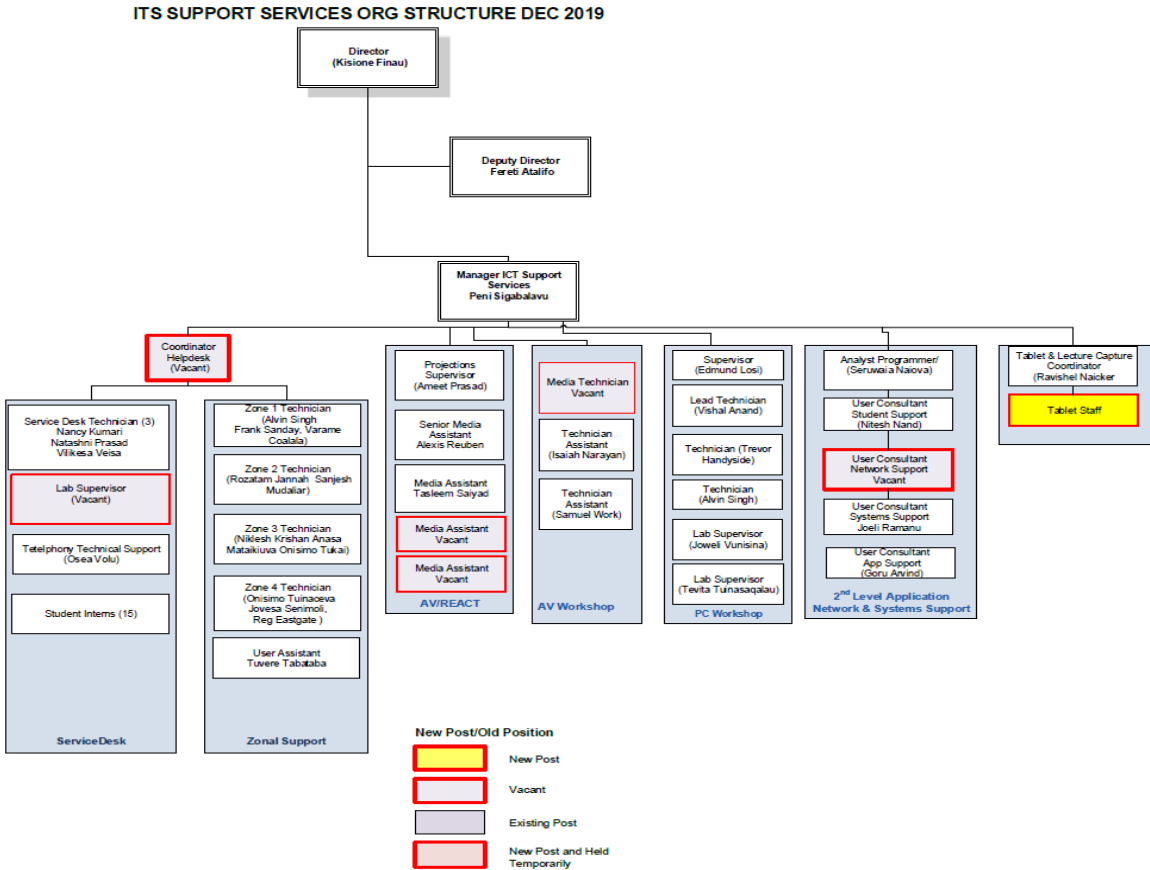 ITS SUPPORT SERVICES ORG STRUCTURE DEC 2019
Director
(Kisione Finau)
Deputy Director
Fereti Atalifo
Manager ICT Support
Services
Peni Sigabalavu
Coordinator
Helpdesk
(Vacant)
Service Desk Technician (3)
Nancy Kumari
Natashni Prasad
Vilikesa Veisa
Lab Supervisor
(Vacant)
Tetelphony Technical Support
(Osea Volu)
Student Interns (15)
ServiceDesk
Zone 1 Technician
(Alvin Singh
Frank Sanday, Varame
Coalala)
Zone 2 Technician
(Rozatam Jannah Sanjesh
Mudaliar)
Zone 3 Technician
(Niklesh Krishan Anasa
Mataikiuva Onisimo Tukai)
Zone 4 Technician
(Onisimo Tuinaceva
Jovesa Senimoli,
Reg Eastgate )
User Assistant
Tuvere Tabataba
Zonal Support
Projections
Supervisor
(Ameet Prasad)
Senior Media
Assistant
Alexis Reuben
Media Assistant
Tasleem Saiyad
Media Assistant
Vacant
Media Assistant
Vacant
AV/REACT
Media Technician
Vacant
Technician
Assistant
(Isaiah Narayan)
Technician
Assistant
(Samuel Work)
AV Workshop
Supervisor
(Edmund Losi)
Lead Technician
(Vishal Anand)
Technician (Trevor
Handyside)
Technician
(Alvin Singh)
Lab Supervisor
(Joweli Vunisina)
Lab Supervisor
(Tevita Tuinasaqalau)
PC Workshop
Analyst Programmer/
(Seruwaia Naiova)
User Consultant
Student Support
(Nitesh Nand)
User Consultant
Network Support
Vacant
User Consultant
Systems Support
Joeli Ramanu
User Consultant
App Support
(Goru Arvind)
2nd Level Application
Network & Systems Support
Tablet & Lecture Capture
Coordinator
(Ravishel Naicker
Tablet Staff
New Post/Old Position
New Post
Vacant
Existing Post
New Post and Held
Temporarily